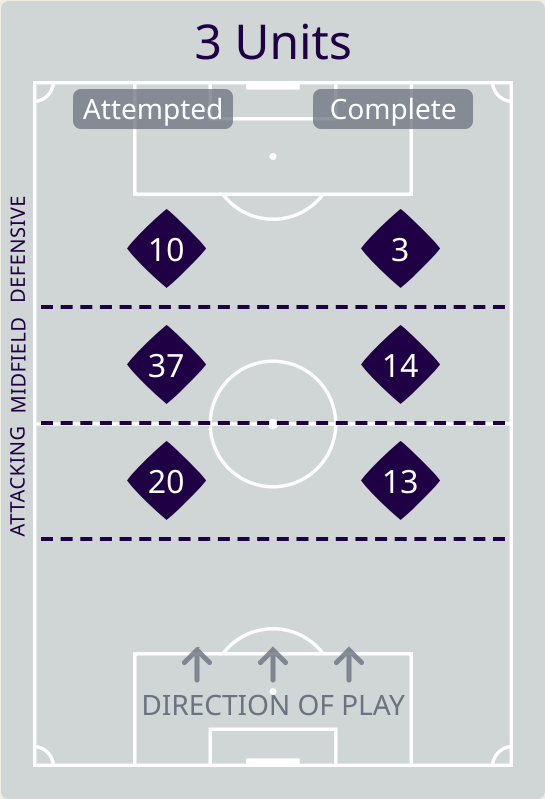 3 Units
Attempted
Complete
DEFENSIVE
10
3
MIDFIELD
37
14
ATTACKING
20
13
DIRECTION OF PLAY